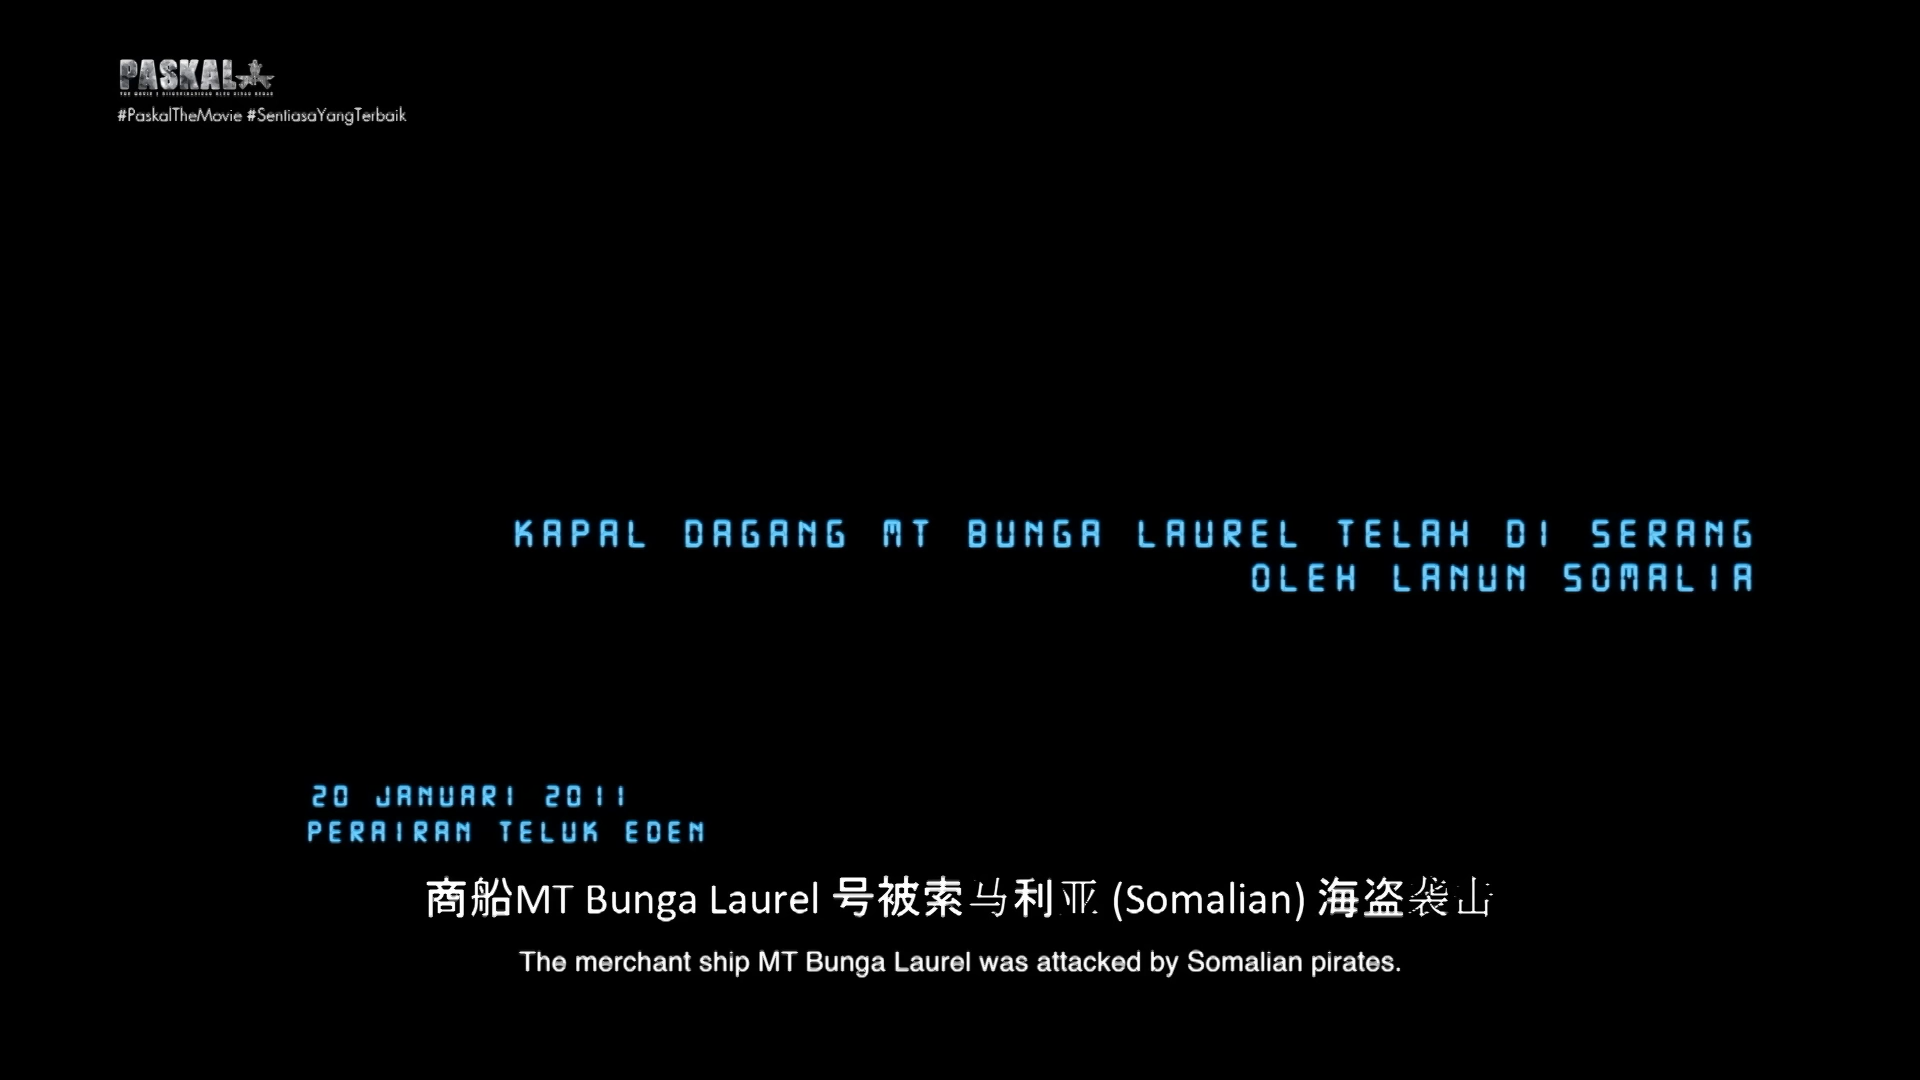 PASKAL
#PaskalTheMovie #SentiasaYangTerbaik
KAPAL DAGANG MT BUNGA LAUREL TELAH DI SERANG
OLEH LANUN SOMALIA
20 JANUARI 2011
PERAIRAN TELUK EDEN
商船MT Bunga Laurel 号被索马利亚 (Somalian) 海盗袭山
The merchant ship MT Bunga Laurel was attacked by Somalian pirates.